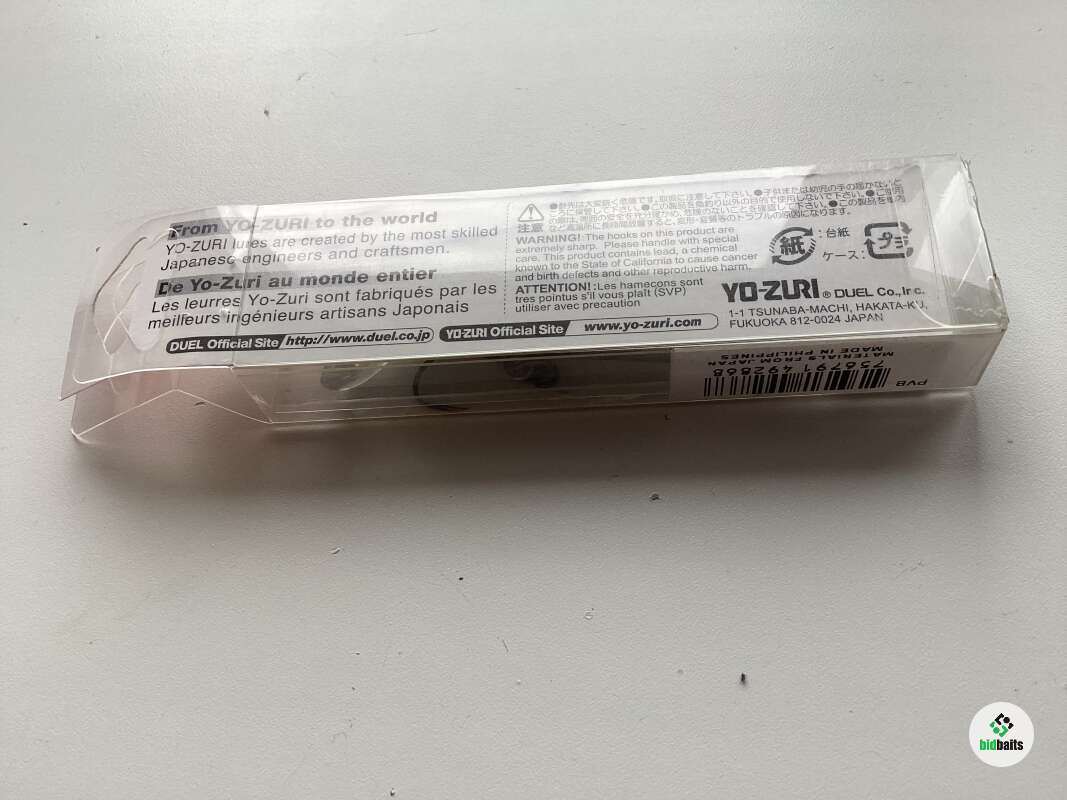 From YO-ZURI to the world
YO-ZURI lures are created by the most skilled
Japanese engineers and craftsmen.
De Yo-Zuri au monde entier
Les leurres Yo-Zuri sont fabriqués par les
meilleurs ingénieurs artisans Japonais
DUEL Official Site http://www.duel.co.jp
YO-ZURI Official Site www.yo-zuri.com
注意
WARNING! The hooks on this product are
extremely sharp. Please handle with special
care. This product contains lead, a chemical
known to the State of California to cause cancer
and birth defects and other reproductive harm.
ATTENTION!:Les hamecons sont
tres pointus s'il vous plait (SVP)
utiliser avec precaution
紙
:台紙
ケース:
プラ
YO-ZURI ® DUEL Co., Inc.
1-1 TSUNABA-MACHI, HAKATA-KU,
FUKUOKA 812-0024 JAPAN
PVB
756791 492868
MATERIALS FROM JAPAN
MADE IN PHILIPPINES
bidbaits